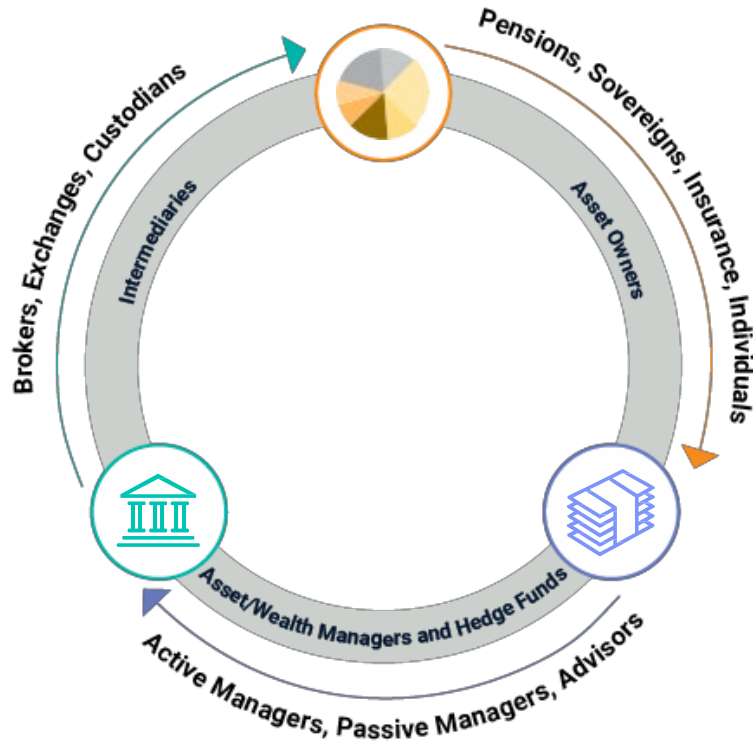 Pensions, Sovereigns, Insurance, Individuals
Asset Owners
Brokers, Exchanges, Custodians
Intermediaries
Asset/Wealth Managers and Hedge Funds
Active Managers, Passive Managers, Advisors